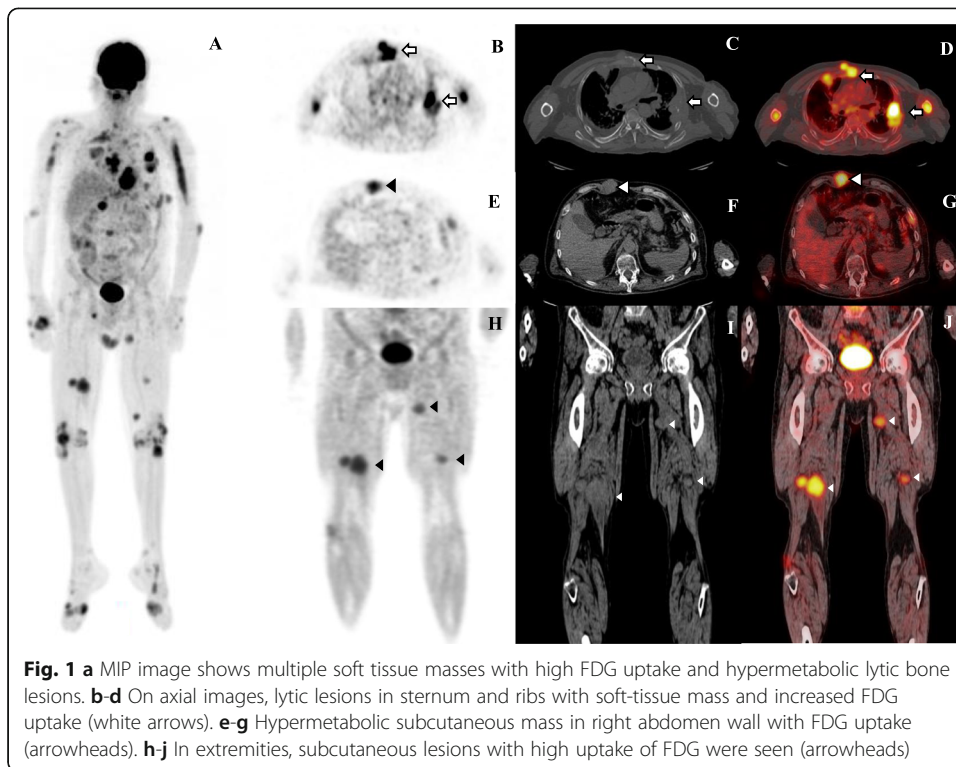 A
B
C
D
E
F
G
H
I
J
Fig. 1 a MIP image shows multiple soft tissue masses with high FDG uptake and hypermetabolic lytic bone
lesions. b-d On axial images, lytic lesions in sternum and ribs with soft-tissue mass and increased FDG
uptake (white arrows). e-g Hypermetabolic subcutaneous mass in right abdomen wall with FDG uptake
(arrowheads). h-j In extremities, subcutaneous lesions with high uptake of FDG were seen (arrowheads)